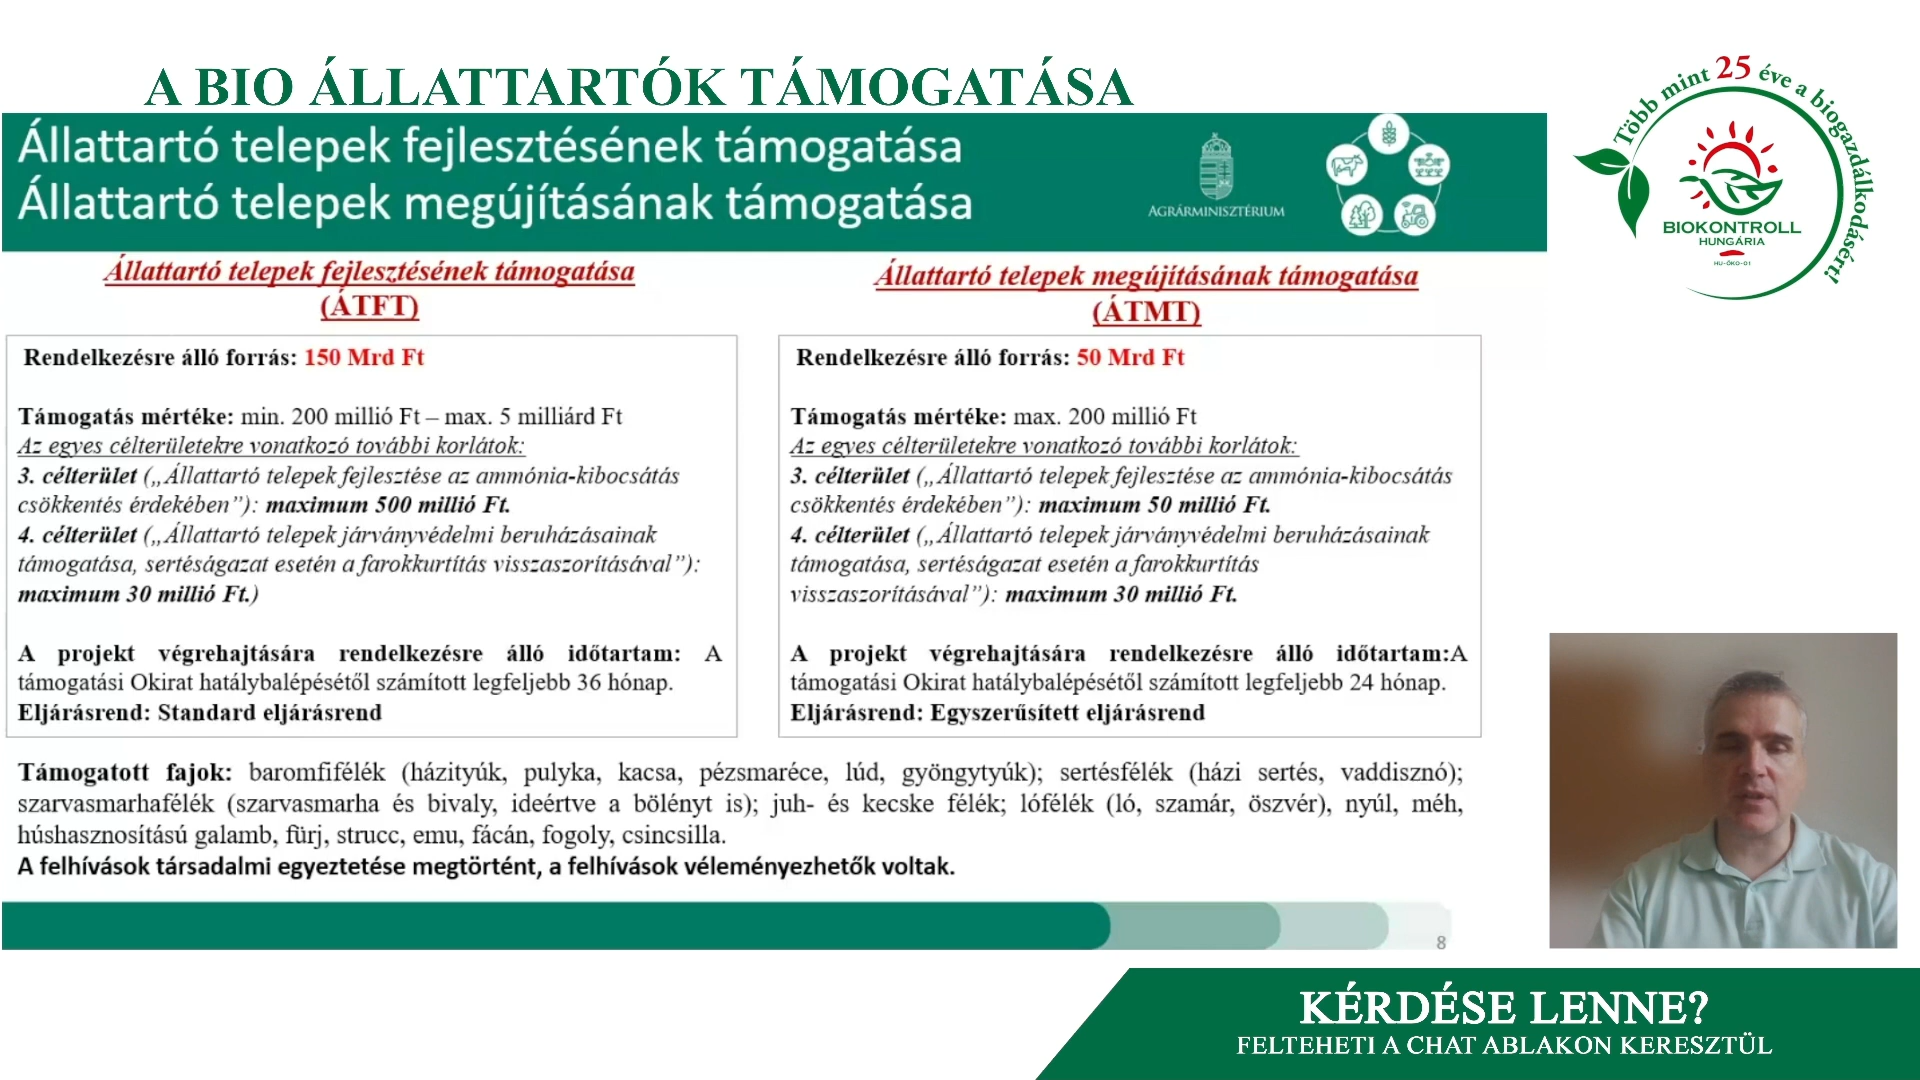 A BIO ÁLLATTARTÓK TÁMOGATÁSA
Állattartó telepek fejlesztésének támogatása
Állattartó telepek megújításának támogatása
AGRÁRMINISZTÉRIUM
Több mint 25 éve a biogazdálkodásért!
BIOKONTROLL
HUNGÁRIA
HU-ÖKO-01
Állattartó telepek fejlesztésének támogatása
(ÁTFT)
Rendelkezésre álló forrás: 150 Mrd Ft
Támogatás mértéke: min. 200 millió Ft – max. 5 milliárd Ft
Az egyes célterületekre vonatkozó további korlátok:
3. célterület („Állattartó telepek fejlesztése az ammónia-kibocsátás
csökkentés érdekében”): maximum 500 millió Ft.
4. célterület („Állattartó telepek járványvédelmi beruházásainak
támogatása, sertéságazat esetén a farokkurtítás visszaszorításával”):
maximum 30 millió Ft.)
A projekt végrehajtására rendelkezésre álló időtartam: A
támogatási Okirat hatálybalépésétől számított legfeljebb 36 hónap.
Eljárásrend: Standard eljárásrend
Állattartó telepek megújításának támogatása
(ÁTMT)
Rendelkezésre álló forrás: 50 Mrd Ft
Támogatás mértéke: max. 200 millió Ft
Az egyes célterületekre vonatkozó további korlátok:
3. célterület („Állattartó telepek fejlesztése az ammónia-kibocsátás
csökkentés érdekében”): maximum 50 millió Ft.
4. célterület („Állattartó telepek járványvédelmi beruházásainak
támogatása, sertéságazat esetén a farokkurtítás
visszaszorításával”): maximum 30 millió Ft.
A projekt végrehajtására rendelkezésre álló időtartam:A
támogatási Okirat hatálybalépésétől számított legfeljebb 24 hónap.
Eljárásrend: Egyszerűsített eljárásrend
Támogatott fajok: baromfifélék (házityúk, pulyka, kacsa, pézsmaréce, lúd, gyöngytyúk); sertésfélék (házi sertés, vaddisznó);
szarvasmarhafélék (szarvasmarha és bivaly, ideértve a bölényt is); juh- és kecske félék; lófélék (ló, szamár, öszvér), nyúl, méh,
húshasznosítású galamb, fürj, strucc, emu, fácán, fogoly, csincsilla.
A felhívások társadalmi egyeztetése megtörtént, a felhívások véleményezhetők voltak.
8
KÉRDÉSE LENNE?
FELTEHETI A CHAT ABLAKON KERESZTÜL